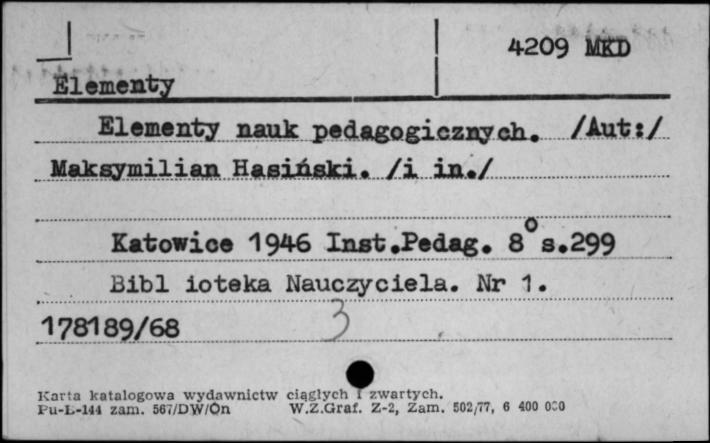 4209 MKD
Elementy
Elementy nauk pedagogicznych. /Aut:/
Maksymilian Hasiński. /i in./
Katowice 1946 Inst.Pedag. 8° s.299
Bibl ioteka Nauczyciela. Nr 1.
178189/68 3
Karta katalogowa wydawnictw ciągłych i zwartych.
Pu-B-144 zam. 567/DW/On W.Z.Graf. Z-2, Zam. 502/77, 6 400 000